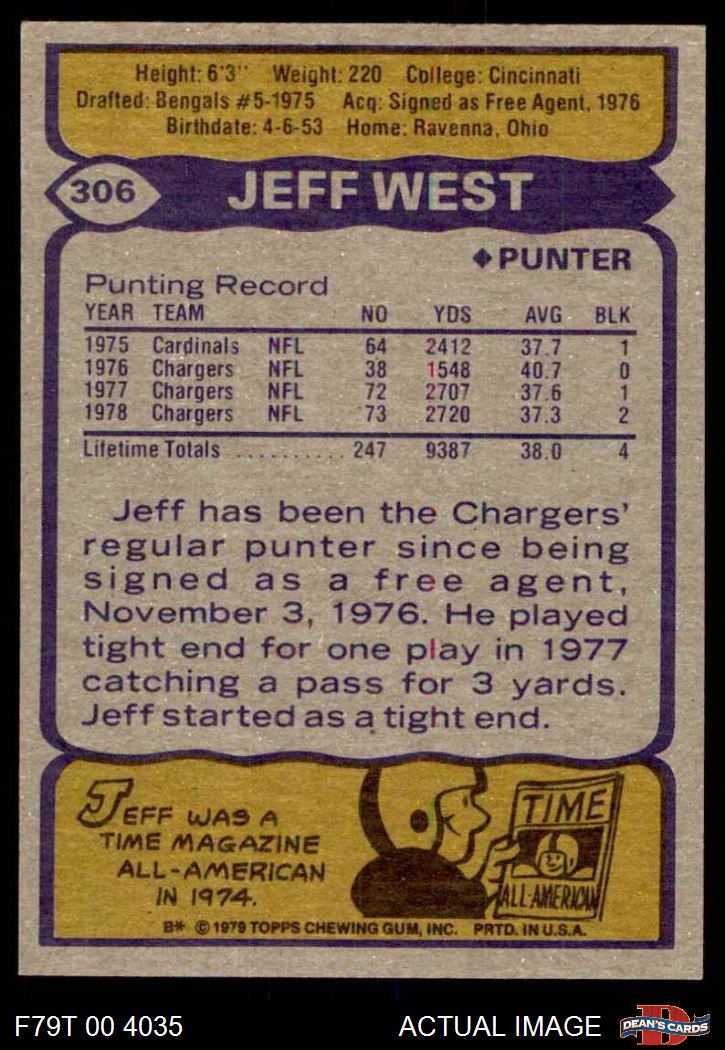 Height: 6'3" Weight: 220 College: Cincinnati
Drafted: Bengals #5-1975 Acq: Signed as Free Agent, 1976
Birthdate: 4-6-53 Home: Ravenna, Ohio
306 JEFF WEST
◆PUNTER
Punting Record
YEAR TEAM NO YDS AVG BLK
1975 Cardinals NFL 64 2412 37.7 1
1976 Chargers NFL 38 1548 40.7 0
1977 Chargers NFL 72 2707 37.6 1
1978 Chargers NFL 73 2720 37.3 2
Lifetime Totals .......... 247 9387 38.0 4
Jeff has been the Chargers'
regular punter since being
signed as a free agent,
November 3, 1976. He played
tight end for one play in 1977
catching a pass for 3 yards.
Jeff started as a tight end.
JEFF WAS A
TIME MAGAZINE
ALL-AMERICAN
IN 1974.
TIME
ALL-AMERICAN
B* © 1979 TOPPS CHEWING GUM, INC. PRTD. IN U.S.A.
F79T 00 4035 ACTUAL IMAGE
D
DEAN'S CARDS